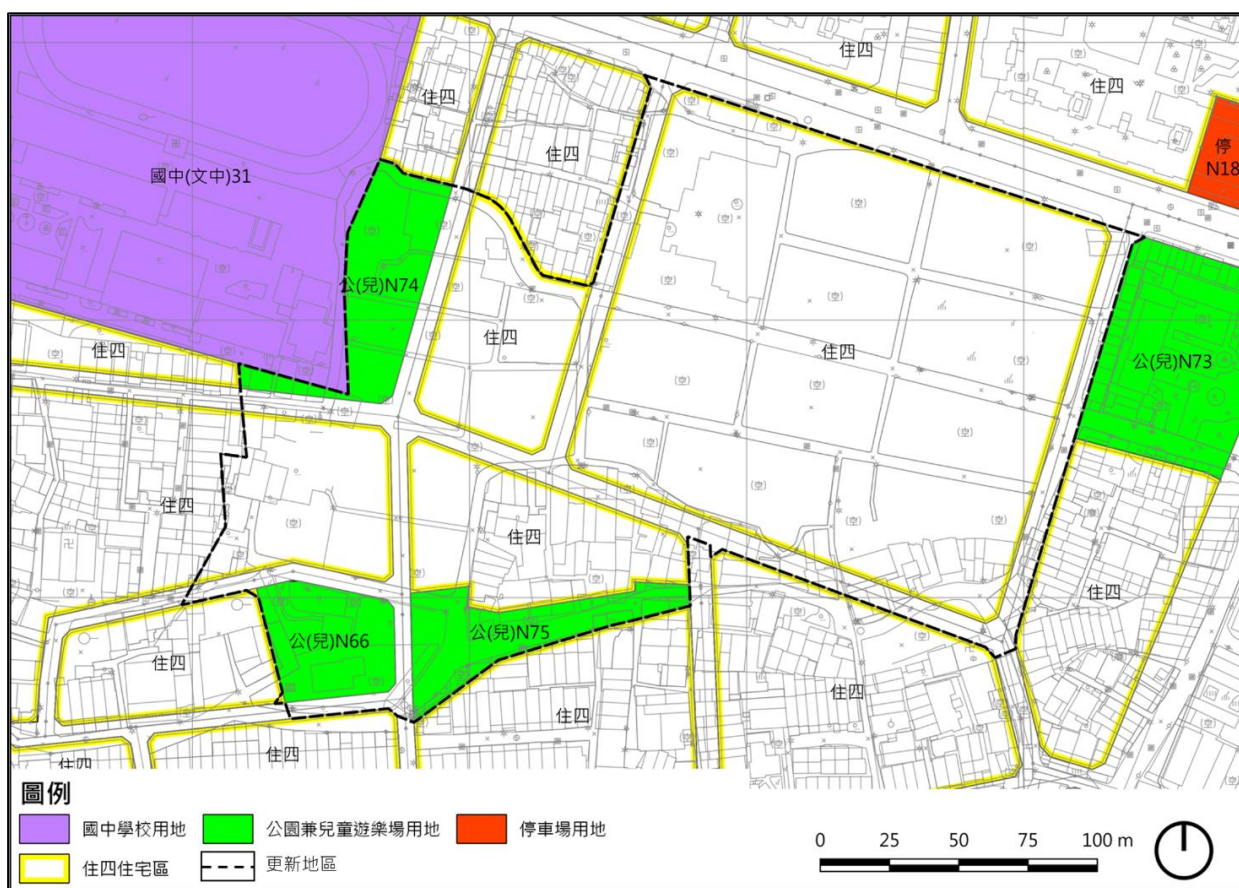 住四
住四
住四
住四
停
N18
國中(文中)31
公(兒)N74
住四
住四
住四
公(兒)N73
住四
住四
住四
公(兒)N66
公(兒)N75
住四
住四
住四
住四
住四
圖例
國中學校用地
公園兼兒童遊樂場用地
停車場用地
住四住宅區
更新地區
0 25 50 75 100 m